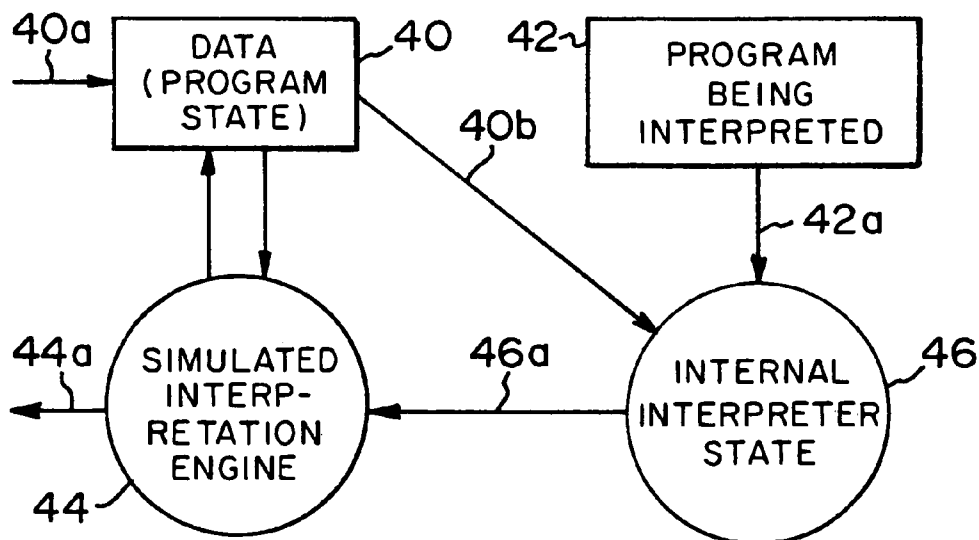 40a
DATA
(PROGRAM
STATE)
40
42
PROGRAM
BEING
INTERPRETED
40b
42a
44a
SIMULATED
INTERP-
RETATION
ENGINE
44
46a
INTERNAL
INTERPRETER
STATE
46